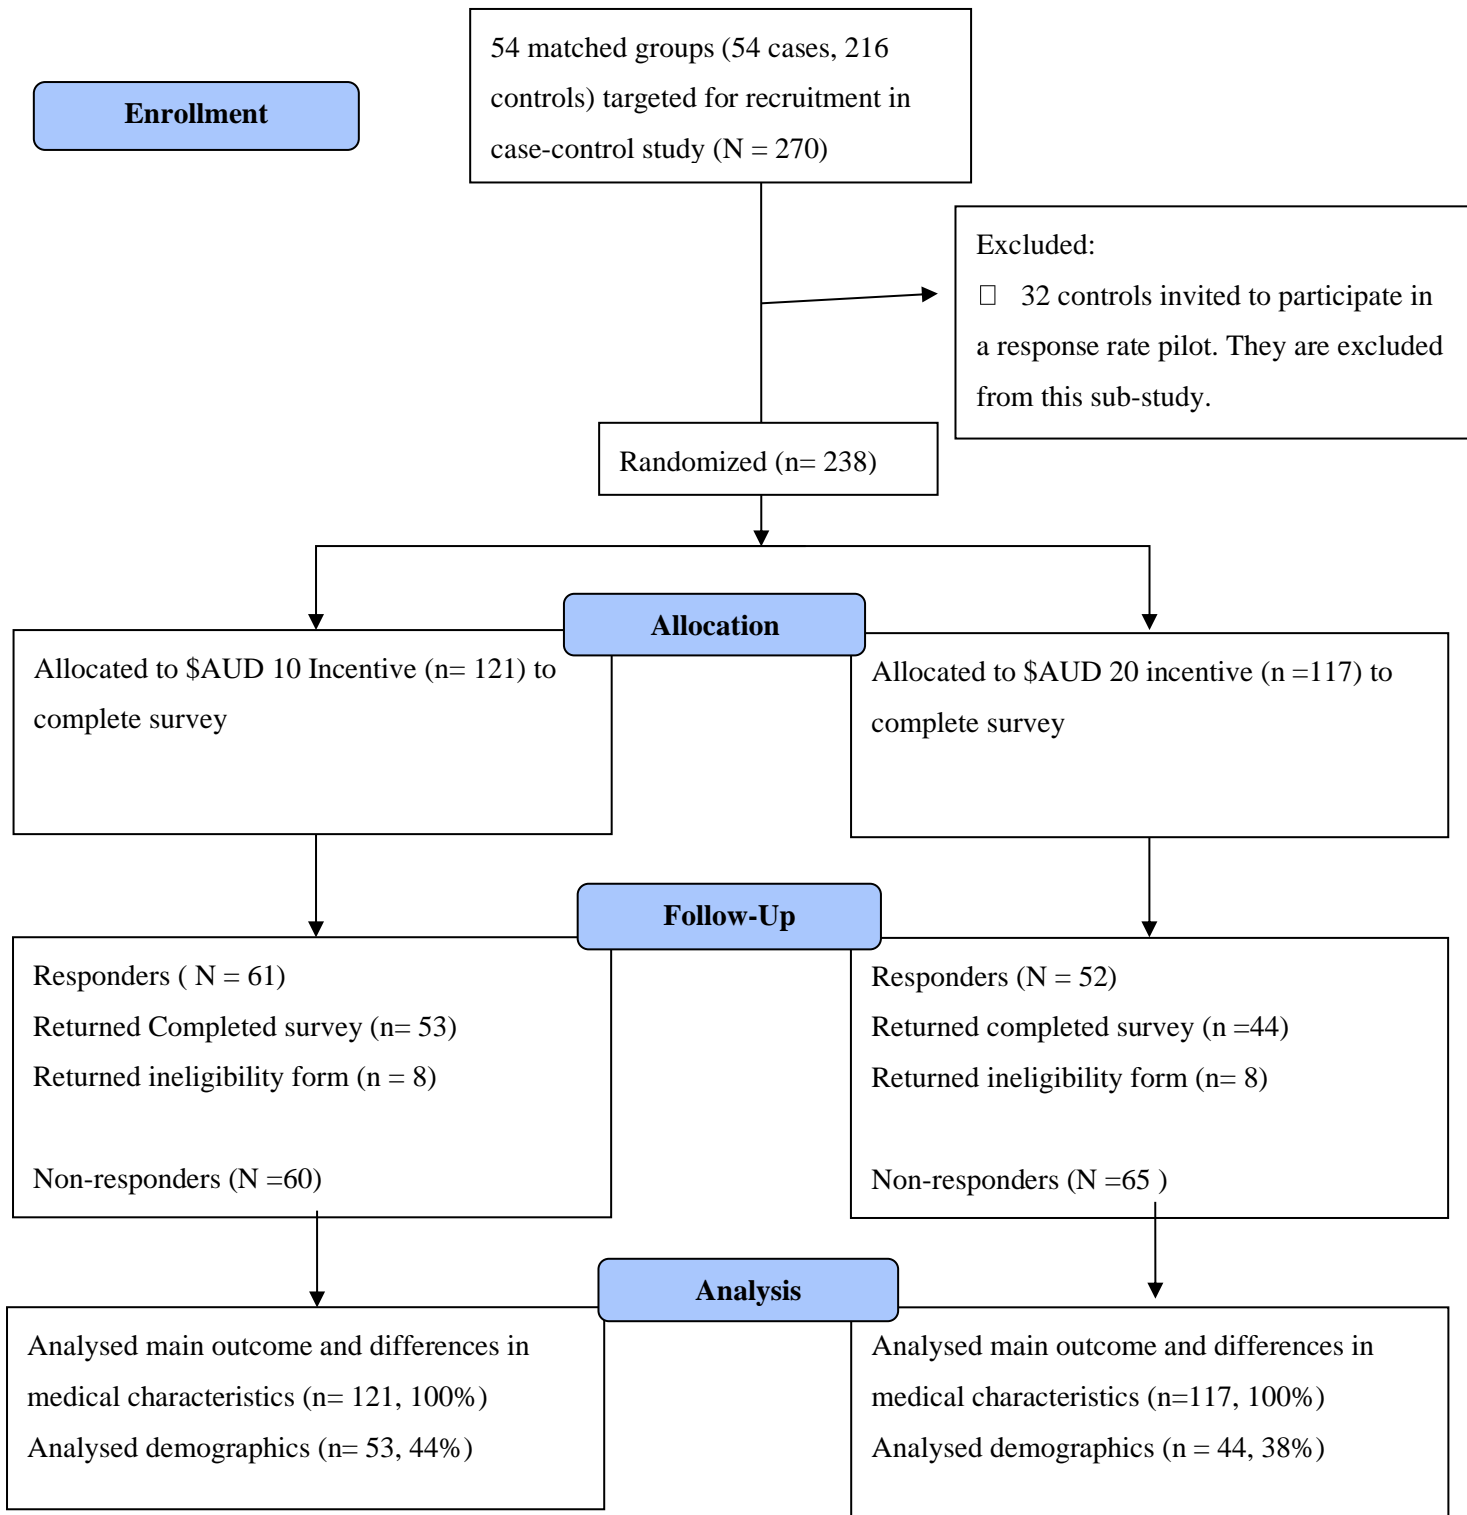 54 matched groups (54 cases, 216
controls) targeted for recruitment in
case-control study (N = 270)
Enrollment
Excluded:
□ 32 controls invited to participate in
a response rate pilot. They are excluded
from this sub-study.
Randomized (n= 238)
Allocation
Allocated to $AUD 10 Incentive (n= 121) to
complete survey
Allocated to $AUD 20 incentive (n =117) to
complete survey
Follow-Up
Responders ( N = 61)
Returned Completed survey (n= 53)
Returned ineligibility form (n = 8)
Non-responders (N =60)
Responders (N = 52)
Returned completed survey (n =44)
Returned ineligibility form (n= 8)
Non-responders (N =65 )
Analysis
Analysed main outcome and differences in
medical characteristics (n= 121, 100%)
Analysed demographics (n= 53, 44%)
Analysed main outcome and differences in
medical characteristics (n=117, 100%)
Analysed demographics (n = 44, 38%)